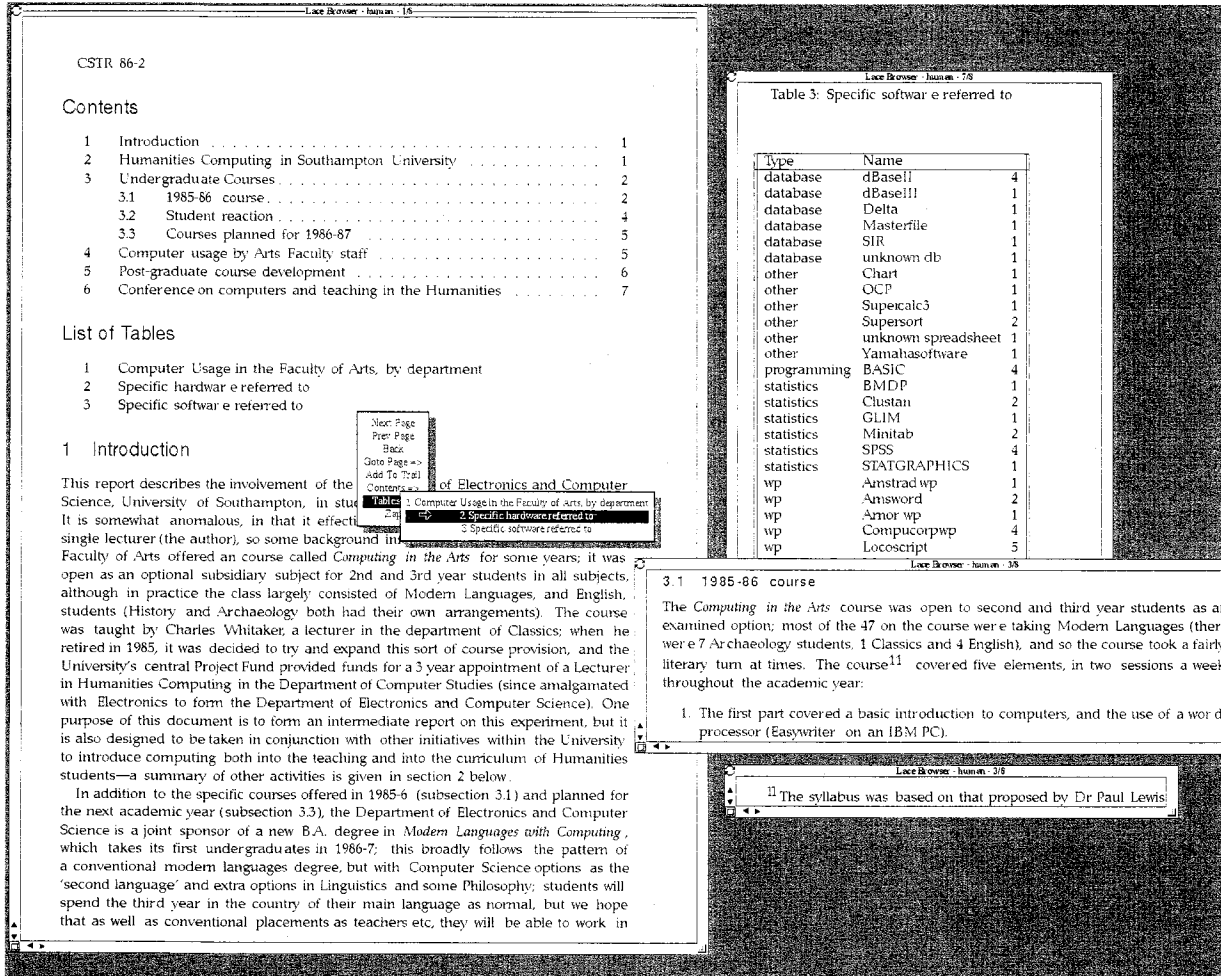 Lace Browser - human - 1/8
CSTR 86-2
Contents
1 Introduction . . . . . . . . . . 1
2 Humanities Computing in Southampton University . . . . . . . . . . 1
3 Undergraduate Courses . . . . . . . . . . 2
3.1 1985-86 course . . . . . . . . . . 2
3.2 Student reaction . . . . . . . . . . 4
3.3 Courses planned for 1986-87 . . . . . . . . . . 5
4 Computer usage by Arts Faculty staff . . . . . . . . . . 5
5 Post-graduate course development . . . . . . . . . . 6
6 Conference on computers and teaching in the Humanities . . . . . . . . 7
List of Tables
1 Computer Usage in the Faculty of Arts, by department
2 Specific hardwar e referred to
3 Specific softwar e referred to
1 Introduction
This report describes the involvement of the of Electronics and Computer
Science, University of Southampton, in
It is somewhat anomalous, in that it
single lecturer (the author), so some background
Faculty of Arts offered an course called Computing in the Arts for some years; it was
open as an optional subsidiary subject for 2nd and 3rd year students in all subjects,
although in practice the class largely consisted of Modern Languages, and English,
students (History and Archaeology both had their own arrangements). The course
was taught by Charles Whitaker, a lecturer in the department of Classics; when he
retired in 1985, it was decided to try and expand this sort of course provision, and the
University's central Project Fund provided funds for a 3 year appointment of a Lecturer
in Humanities Computing in the Department of Computer Studies (since amalgamated
with Electronics to form the Department of Electronics and Computer Science). One
purpose of this document is to form an intermediate report on this experiment, but it
is also designed to be taken in conjunction with other initiatives within the University
to introduce computing both into the teaching and into the curriculum of Humanities
students—a summary of other activities is given in section 2 below.
In addition to the specific courses offered in 1985-6 (subsection 3.1) and planned for
the next academic year (subsection 3.3), the Department of Electronics and Computer
Science is a joint sponsor of a new B.A. degree in Modern Languages with Computing,
which takes its first undergraduates in 1986-7; this broadly follows the pattern of
a conventional modern languages degree, but with Computer Science options as the
'second language' and extra options in Linguistics and some Philosophy; students will
spend the third year in the country of their main language as normal, but we hope
that as well as conventional placements as teachers etc, they will be able to work in
Next Page
Prev Page
Back
Goto Page =>
Add To Trail
Contents =>
Tables
Zap
1 Computer Usage in the Faculty of Arts, by department
2 Specific hardware referred to
3 Specific software referred to
Lace Browser - human - 7/8
Table 3: Specific softwar e referred to
Type Name
database dBaseII 4
database dBaseIII 1
database Delta 1
database Masterfile 1
database SIR 1
database unknown db 1
other Chart 1
other OCP 1
other Supercalc3 1
other Supersort 2
other unknown spreadsheet 1
other Yamahasoftware 1
programming BASIC 4
statistics BMDP 1
statistics Clustan 2
statistics GLIM 1
statistics Minitab 2
statistics SPSS 4
statistics STATGRAPHICS 1
wp Amstrad wp 1
wp Amsword 2
wp Amor wp 1
wp Compucorpwp 4
wp Locoscript 5
Lace Browser - human - 3/8
3.1 1985-86 course
The Computing in the Arts course was open to second and third year students as
examined option; most of the 47 on the course wer e taking Modern Languages (ther
wer e 7 Archaeology students, 1 Classics and 4 English), and so the course took a fairly
literary turn at times. The course11 covered five elements, in two sessions a week
throughout the academic year:
1. The first part covered a basic introduction to computers, and the use of a wor d
processor (Easywriter on an IBM PC).
Lace Browser - human - 3/8
11 The syllabus was based on that proposed by Dr Paul Lewis